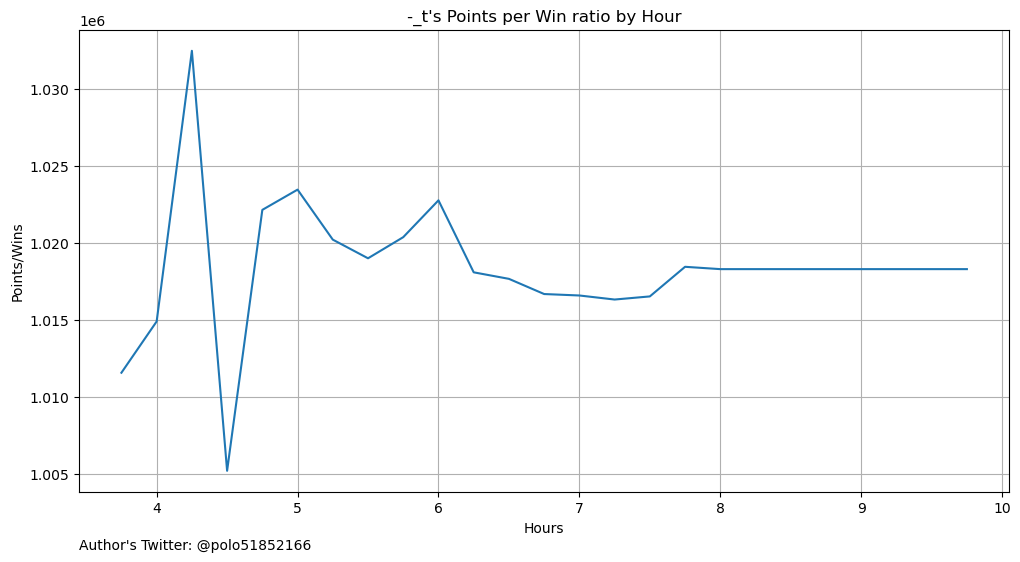 -_t's Points per Win ratio by Hour
1e6
1.030
1.025
1.020
1.015
1.010
1.005
Points/Wins
4 5 6 7 8 9 10
Hours
Author's Twitter: @polo51852166